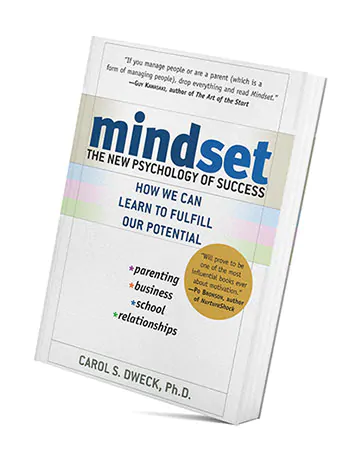 "If you manage people or are a parent (which is a
form of managing people), drop everything and read Mindset."
—Guy Kawasaki, author of The Art of the Start
mindset
THE NEW PSYCHOLOGY OF SUCCESS
HOW WE CAN
LEARN TO FULFILL
OUR POTENTIAL
*parenting
*business
*school
*relationships
"Will prove to be
one of the most
influential books ever
about motivation."
—Po Bronson, author
of NurtureShock
CAROL S. DWECK, Ph.D.